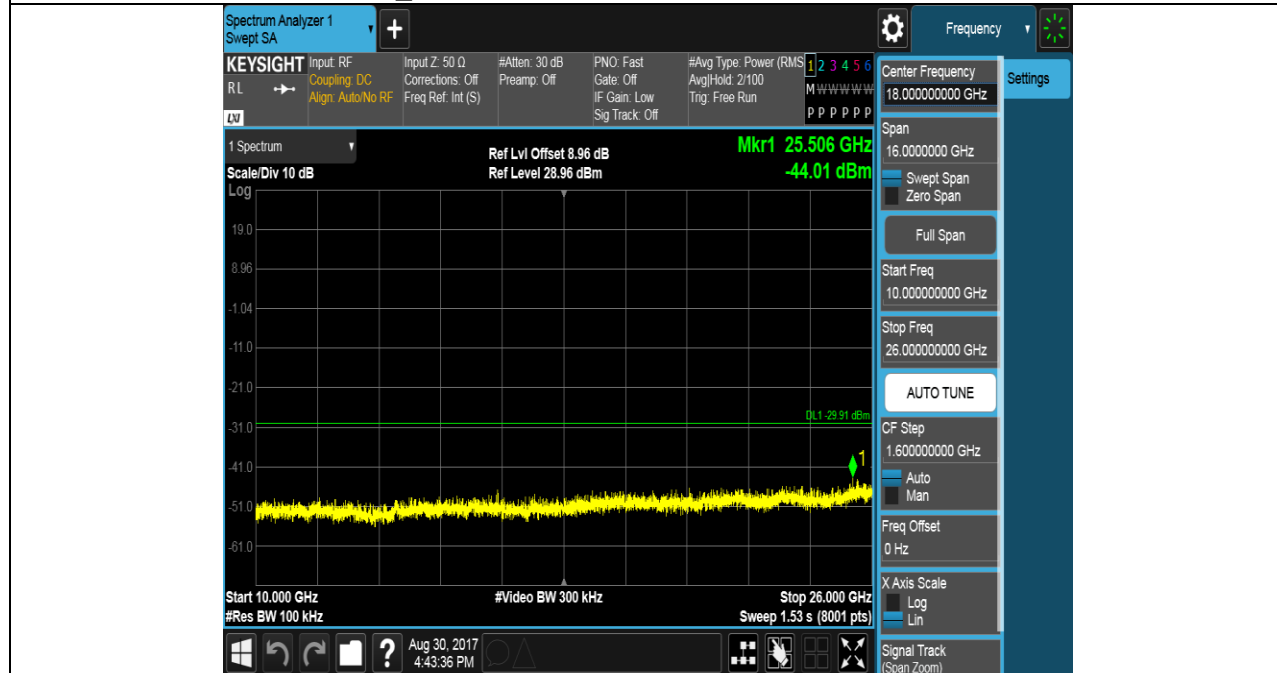 Spectrum Analyzer 1
Swept SA
+
Frequency
KEYSIGHT
RL
LXI
Input: RF
Coupling: DC
Align: Auto/No RF
Input Z: 50 Ω
Corrections: Off
Freq Ref: Int (S)
#Atten: 30 dB
Preamp: Off
PNO: Fast
Gate: Off
IF Gain: Low
Sig Track: Off
#Avg Type: Power (RMS
Avg|Hold: 2/100
Trig: Free Run
1 2 3 4 5 6
M W W W W W
P P P P P P
1 Spectrum
Scale/Div 10 dB
Log
Ref Lvl Offset 8.96 dB
Ref Level 28.96 dBm
Mkr1 25.506 GHz
-44.01 dBm
19.0
8.96
-1.04
-11.0
-21.0
DL1 -29.91 dBm
-31.0
1
-41.0
-51.0
-61.0
Start 10.000 GHz
#Res BW 100 kHz
#Video BW 300 kHz
Stop 26.000 GHz
Sweep 1.53 s (8001 pts)
?
Aug 30, 2017
4:43:36 PM
Center Frequency
18.000000000 GHz
Settings
Span
16.0000000 GHz
Swept Span
Zero Span
Full Span
Start Freq
10.000000000 GHz
Stop Freq
26.000000000 GHz
AUTO TUNE
CF Step
1.600000000 GHz
Auto
Man
Freq Offset
0 Hz
X Axis Scale
Log
Lin
Signal Track
(Span Zoom)